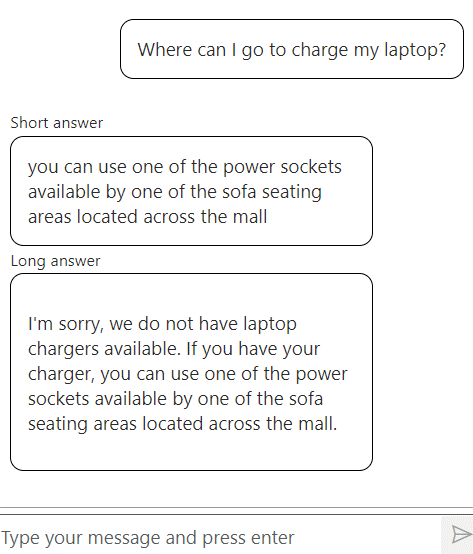 Where can I go to charge my laptop?
Short answer
you can use one of the power sockets
available by one of the sofa seating
areas located across the mall
Long answer
I'm sorry, we do not have laptop
chargers available. If you have your
charger, you can use one of the power
sockets available by one of the sofa
seating areas located across the mall.
Type your message and press enter